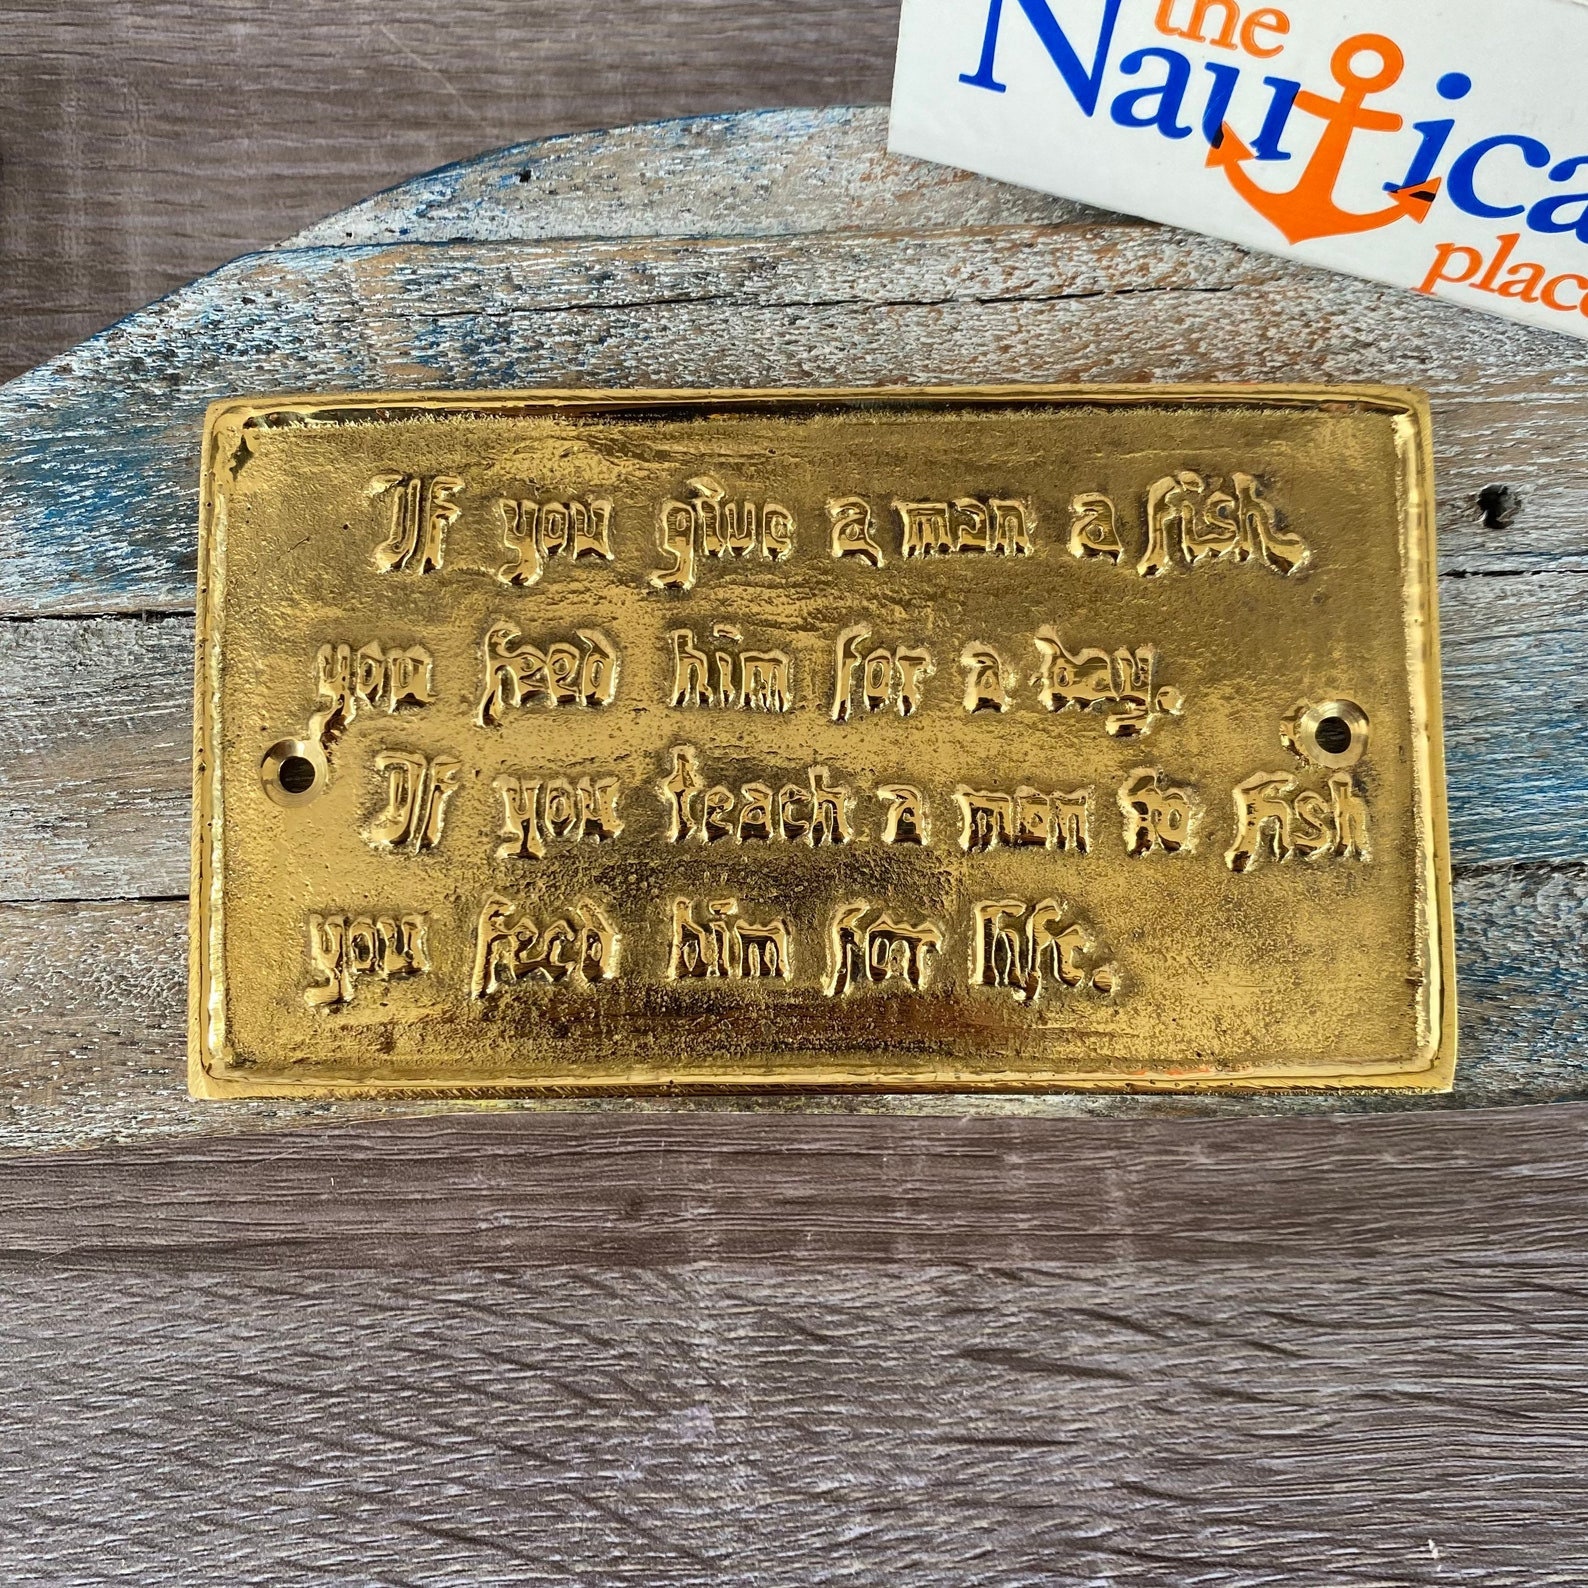 the
Nautica
place
If you give a man a fish
you feed him for a day.
If you teach a man to fish
you feed him for life.